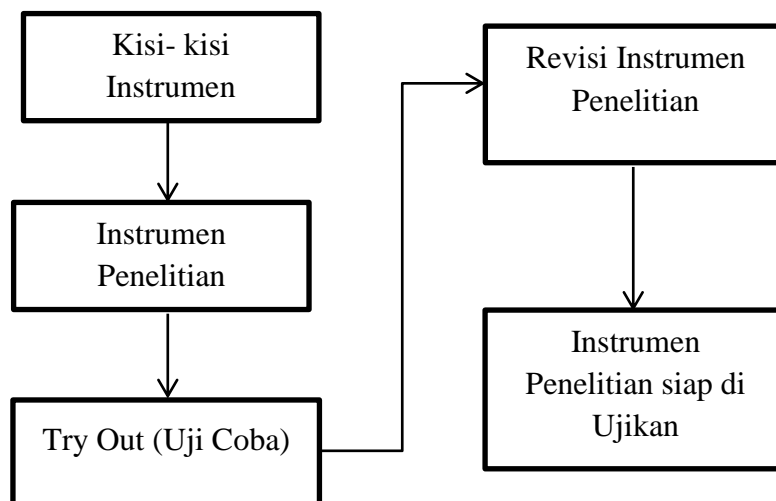 Kisi- kisi
Instrumen
Instrumen
Penelitian
Try Out (Uji Coba)
Revisi Instrumen
Penelitian
Instrumen
Penelitian siap di
Ujikan